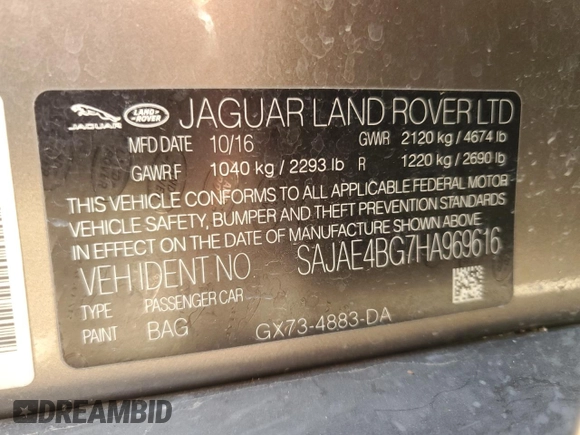 JAGUAR LAND ROVER JAGUAR LAND ROVER LTD
MFD DATE 10/16 GVWR 2120 kg / 4674 lb
GAWR F 1040 kg / 2293 lb R 1220 kg / 2690 lb
THIS VEHICLE CONFORMS TO ALL APPLICABLE FEDERAL MOTOR
VEHICLE SAFETY, BUMPER AND THEFT PREVENTION STANDARDS
IN EFFECT ON THE DATE OF MANUFACTURE SHOWN ABOVE.
VEH IDENT NO. SAJAE4BG7HA969616
TYPE PASSENGER CAR
PAINT BAG GX73-4883-DA
DREAMBID